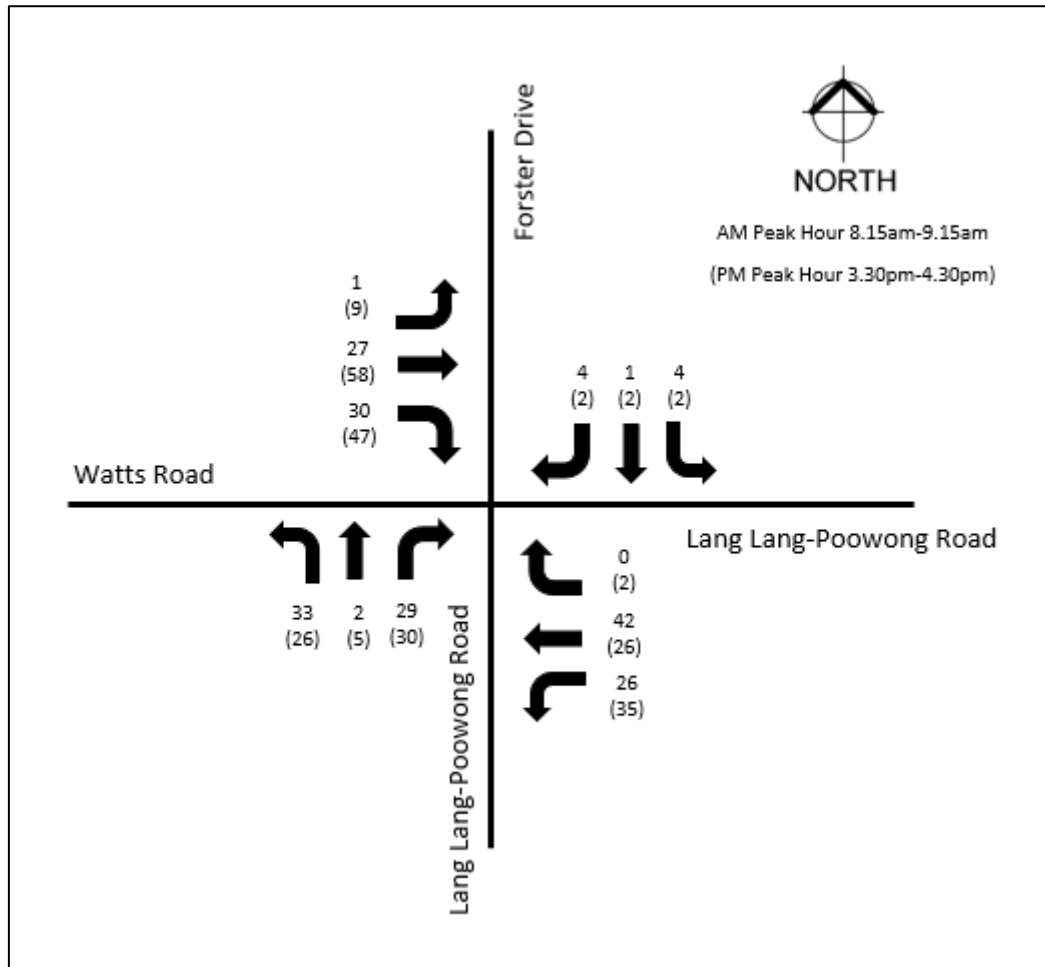 Forster Drive
NORTH
AM Peak Hour 8.15am-9.15am
(PM Peak Hour 3.30pm-4.30pm)
1
(9)
27
(58)
30
(47)
4 1 4
(2) (2) (2)
Watts Road
Lang Lang-Poowong Road
0
(2)
42
(26)
26
(35)
33 2 29
(26) (5) (30)
Lang Lang-Poowong Road